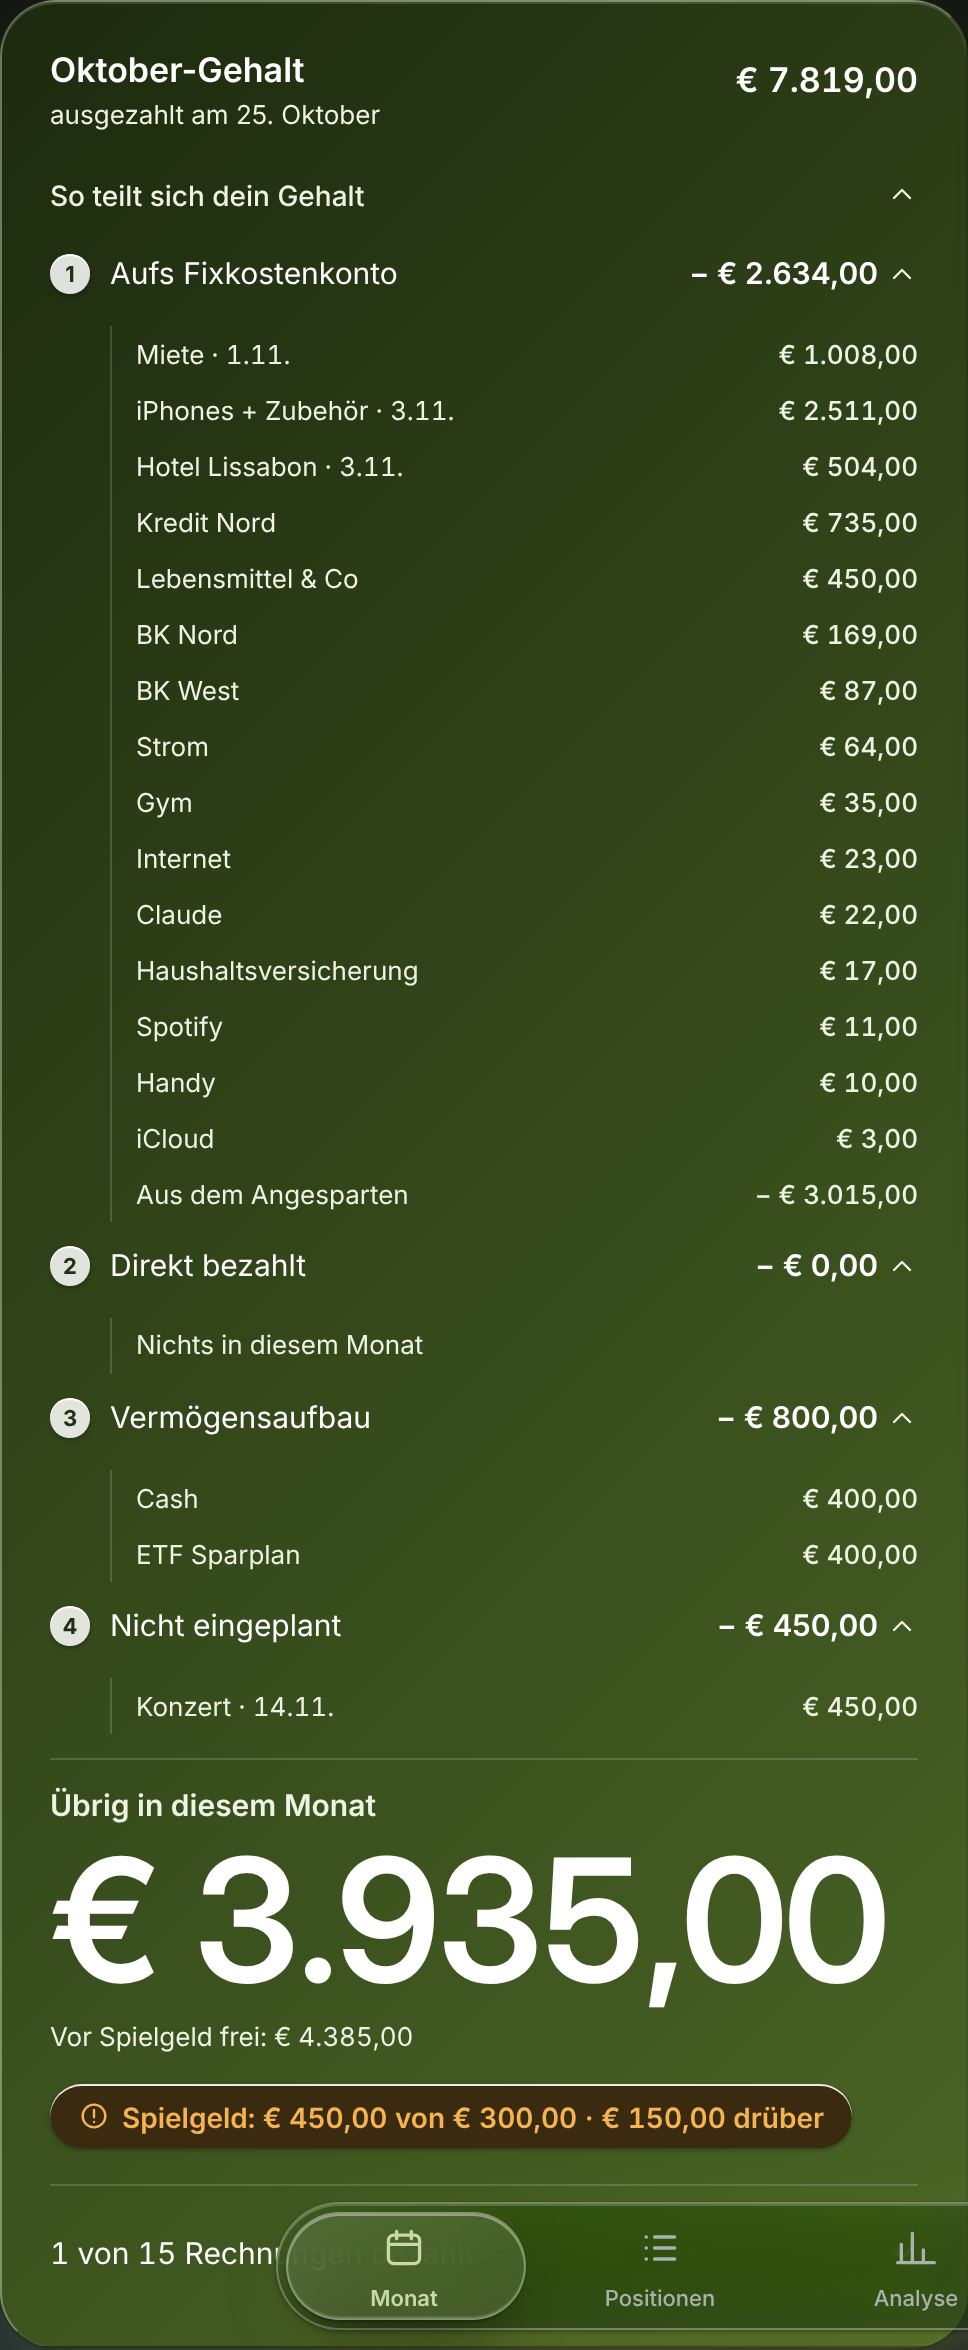 Oktober-Gehalt € 7.819,00
ausgezahlt am 25. Oktober
So teilt sich dein Gehalt
1 Aufs Fixkostenkonto – € 2.634,00
Miete · 1.11. € 1.008,00
iPhones + Zubehör · 3.11. € 2.511,00
Hotel Lissabon · 3.11. € 504,00
Kredit Nord € 735,00
Lebensmittel & Co € 450,00
BK Nord € 169,00
BK West € 87,00
Strom € 64,00
Gym € 35,00
Internet € 23,00
Claude € 22,00
Haushaltsversicherung € 17,00
Spotify € 11,00
Handy € 10,00
iCloud € 3,00
Aus dem Angesparten – € 3.015,00
2 Direkt bezahlt – € 0,00
Nichts in diesem Monat
3 Vermögensaufbau – € 800,00
Cash € 400,00
ETF Sparplan € 400,00
4 Nicht eingeplant – € 450,00
Konzert · 14.11. € 450,00
Übrig in diesem Monat
€ 3.935,00
Vor Spielgeld frei: € 4.385,00
Spielgeld: € 450,00 von € 300,00 · € 150,00 drüber
1 von 15 Rechnungen bezahlt
Monat Positionen Analyse